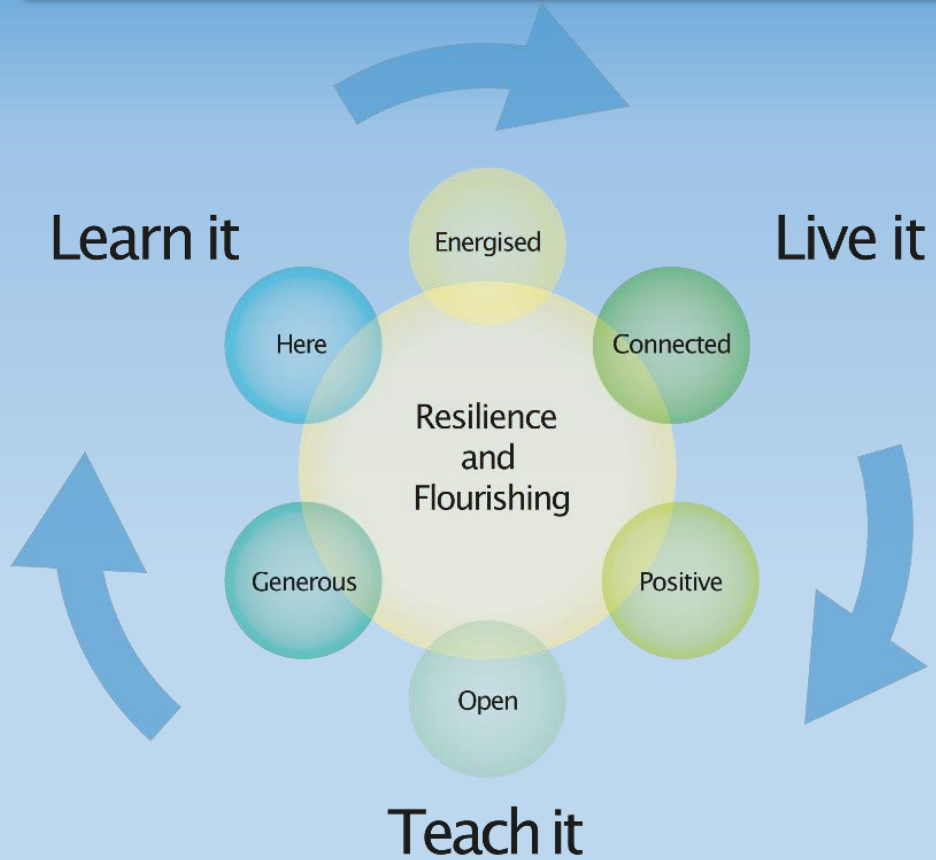 Learn it
Live it
Energised
Here
Connected
Resilience
and
Flourishing
Generous
Positive
Open
Teach it